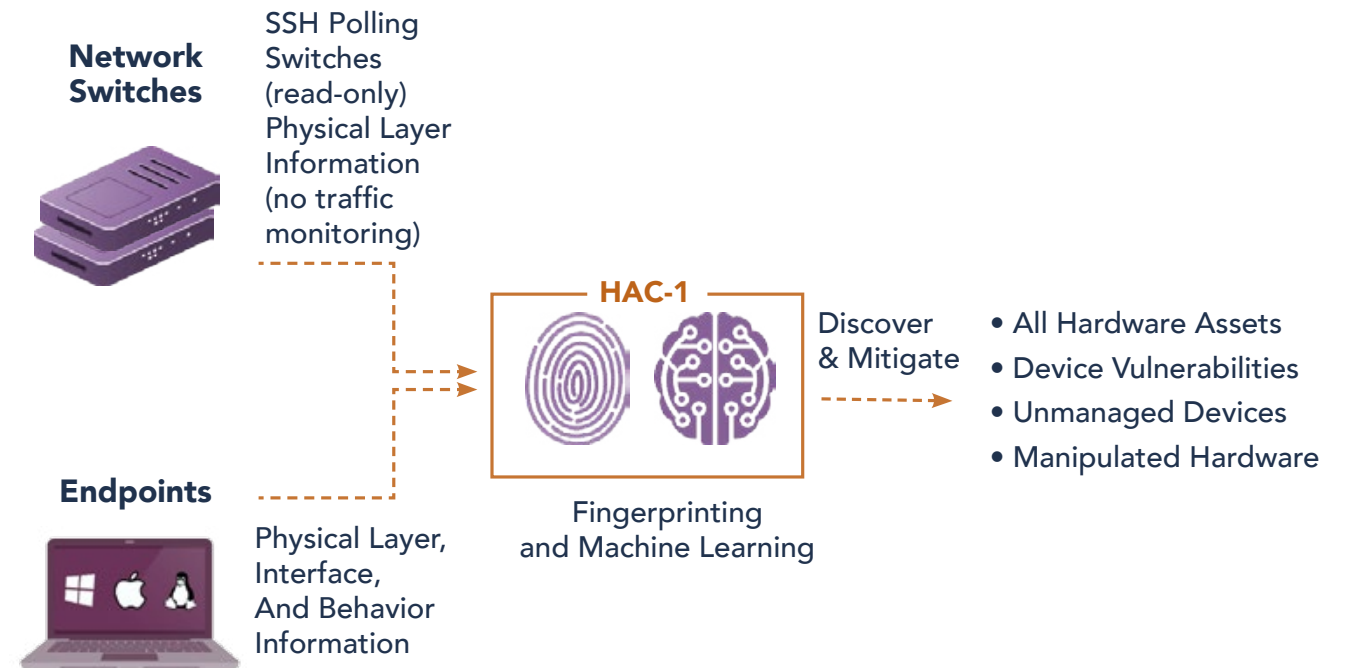 Network
Switches
SSH Polling
Switches
(read-only)
Physical Layer
Information
(no traffic
monitoring)
HAC-1
Fingerprinting
and Machine Learning
Discover
& Mitigate
• All Hardware Assets
• Device Vulnerabilities
• Unmanaged Devices
• Manipulated Hardware
Endpoints
Physical Layer,
Interface,
And Behavior
Information